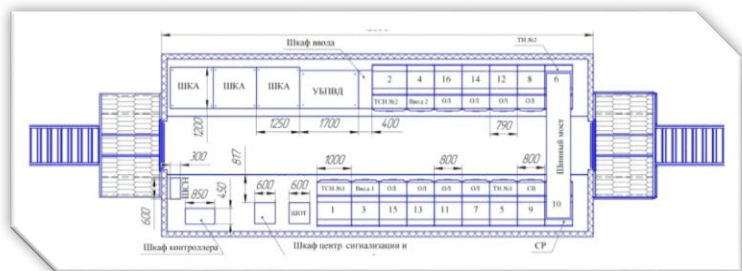 Шкаф ввода
ТН №2
ШКА ШКА ШКА УБПВД
2 4 16 14 12 8 6
ТСН №2 Ввод 2 ОЛ ОЛ ОЛ ОЛ
1200
1250 1700 400 790
Шинный мост
300
817
1000 800 800
ШСН
850
450
600 600
600
ШОТ
ТСН №1 Ввод 1 ОЛ ОЛ ОЛ ОЛ ТН №1 СВ
1 3 15 13 11 7 5 9 10
Шкаф контроллера
Шкаф центр сигнализации и
СР